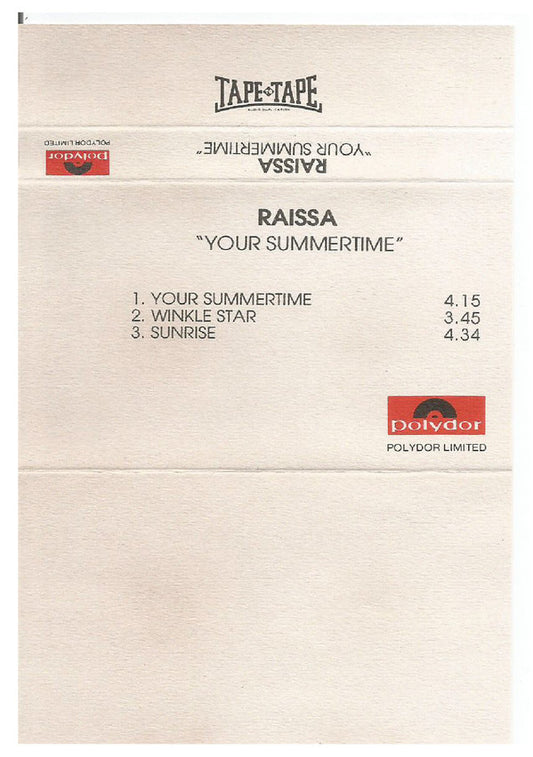 TAPE TO TAPE
"YOUR SUMMERTIME"
RAISSA
polydor
POLYDOR LIMITED
RAISSA
"YOUR SUMMERTIME"
1. YOUR SUMMERTIME 4.15
2. WINKLE STAR 3.45
3. SUNRISE 4.34
polydor
POLYDOR LIMITED